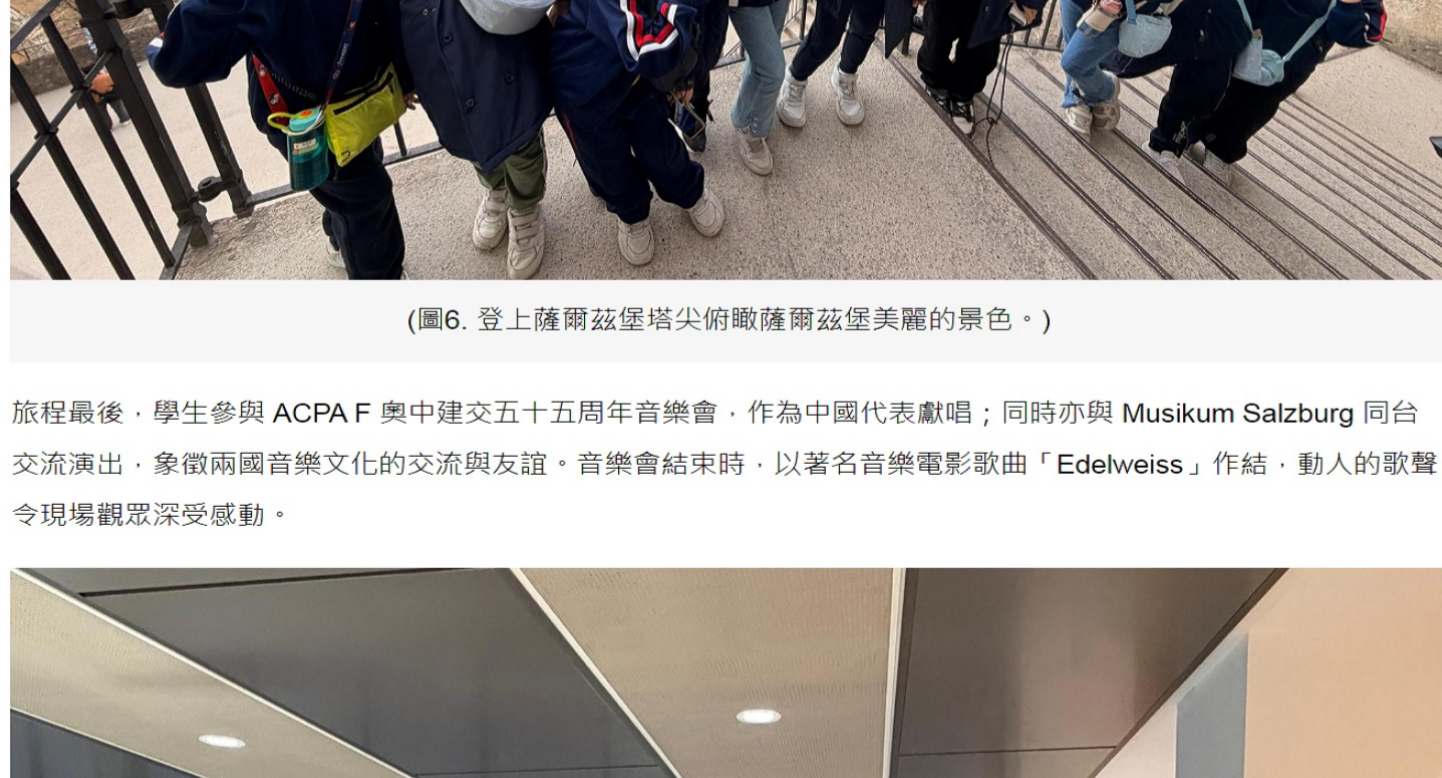 (圖6. 登上薩爾茲堡塔尖俯瞰薩爾茲堡美麗的景色。)
旅程最後，學生參與 ACPA F 奧中建交五十五周年音樂會，作為中國代表獻唱；同時亦與 Musikum Salzburg 同台
交流演出，象徵兩國音樂文化的交流與友誼。音樂會結束時，以著名音樂電影歌曲「Edelweiss」作結，動人的歌聲
令現場觀眾深受感動。